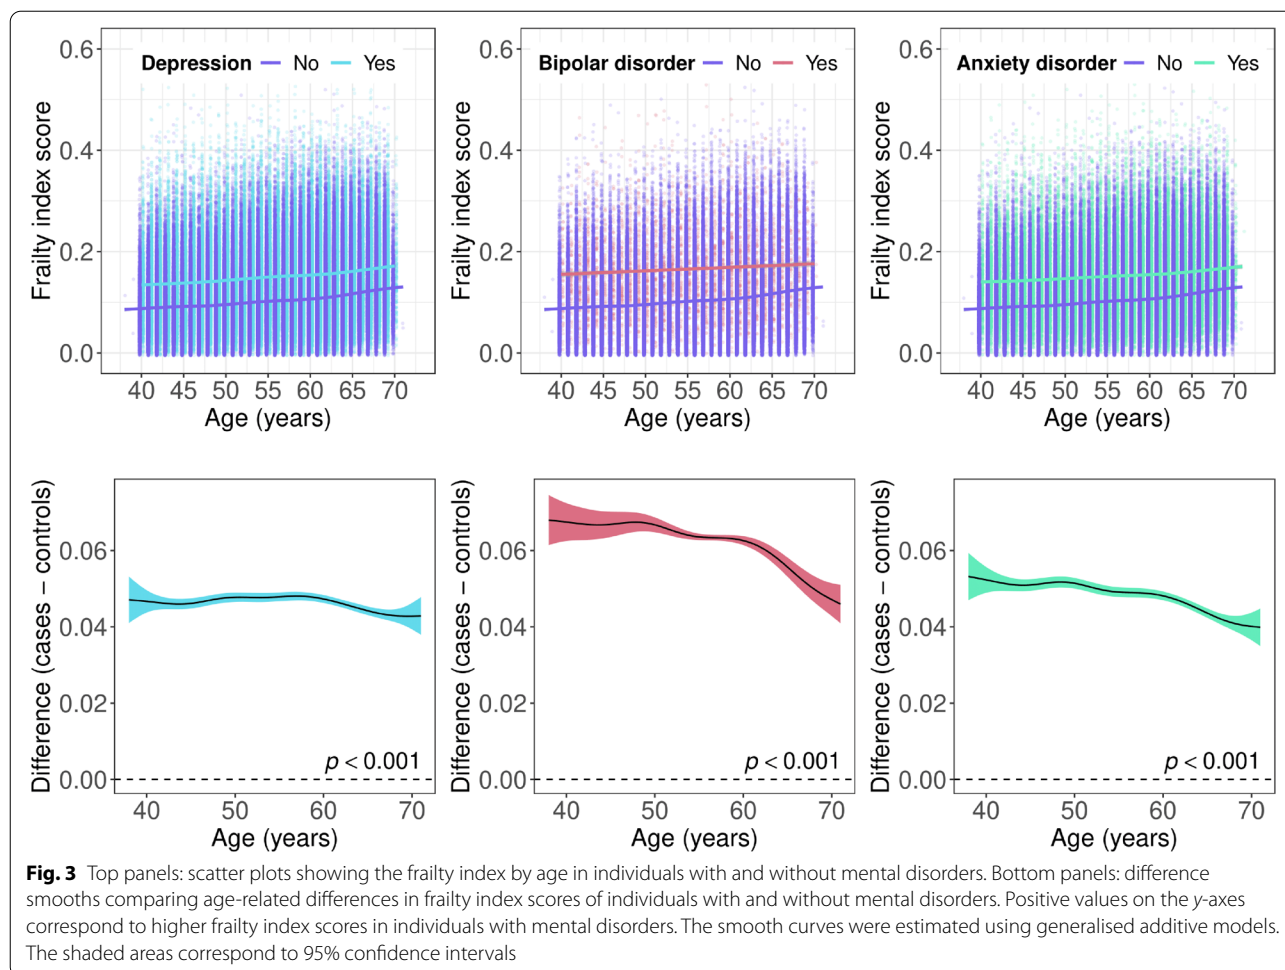 Depression No Yes
Bipolar disorder No Yes
Anxiety disorder No Yes
Frailty index score
0.6
0.4
0.2
0.0
40 45 50 55 60 65 70
Age (years)
Frailty index score
0.6
0.4
0.2
0.0
40 45 50 55 60 65 70
Age (years)
Frailty index score
0.6
0.4
0.2
0.0
40 45 50 55 60 65 70
Age (years)
Difference (cases − controls)
0.06
0.04
0.02
0.00
p < 0.001
40 50 60 70
Age (years)
Difference (cases − controls)
0.06
0.04
0.02
0.00
p < 0.001
40 50 60 70
Age (years)
Difference (cases − controls)
0.06
0.04
0.02
0.00
p < 0.001
40 50 60 70
Age (years)
Fig. 3 Top panels: scatter plots showing the frailty index by age in individuals with and without mental disorders. Bottom panels: difference
smooths comparing age-related differences in frailty index scores of individuals with and without mental disorders. Positive values on the y-axes
correspond to higher frailty index scores in individuals with mental disorders. The smooth curves were estimated using generalised additive models.
The shaded areas correspond to 95% confidence intervals